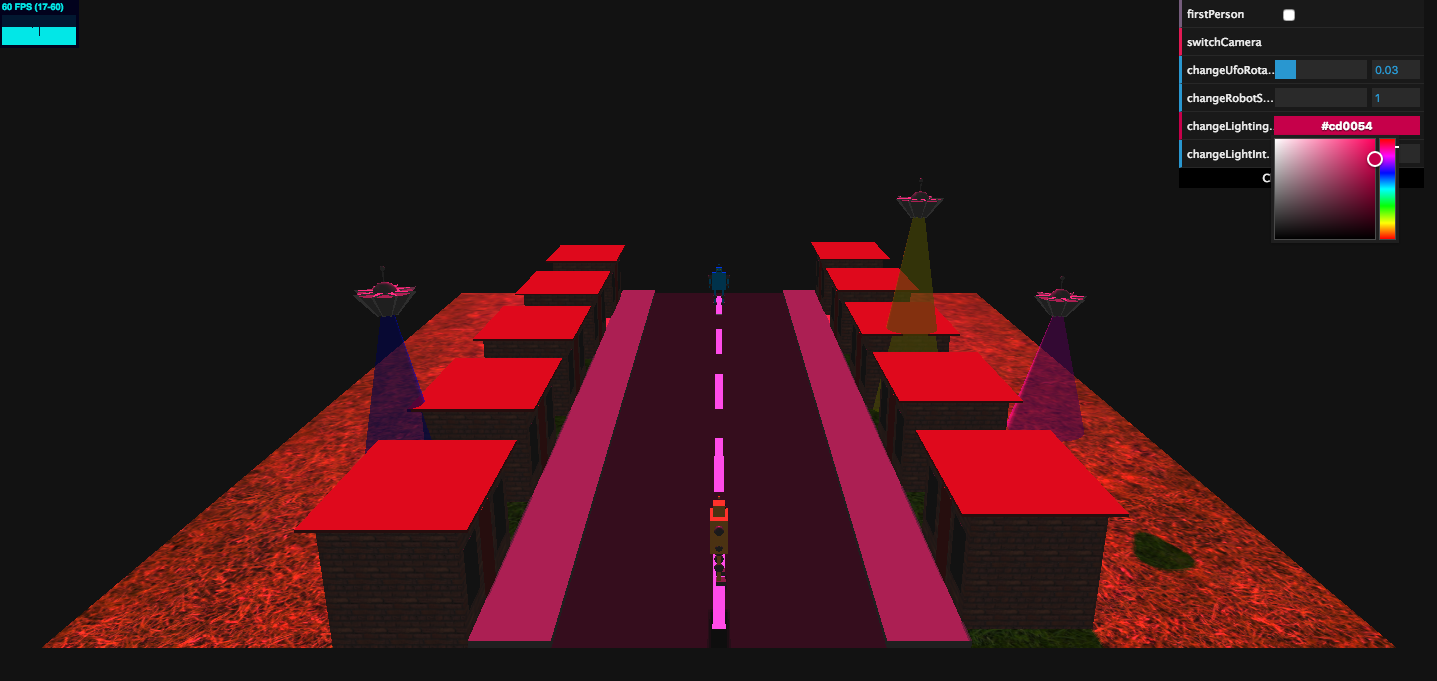 60 FPS (17-60)
firstPerson
switchCamera
changeUfoRota... 0.03
changeRobotS... 1
changeLighting. #cd0054
changeLightInt.
C